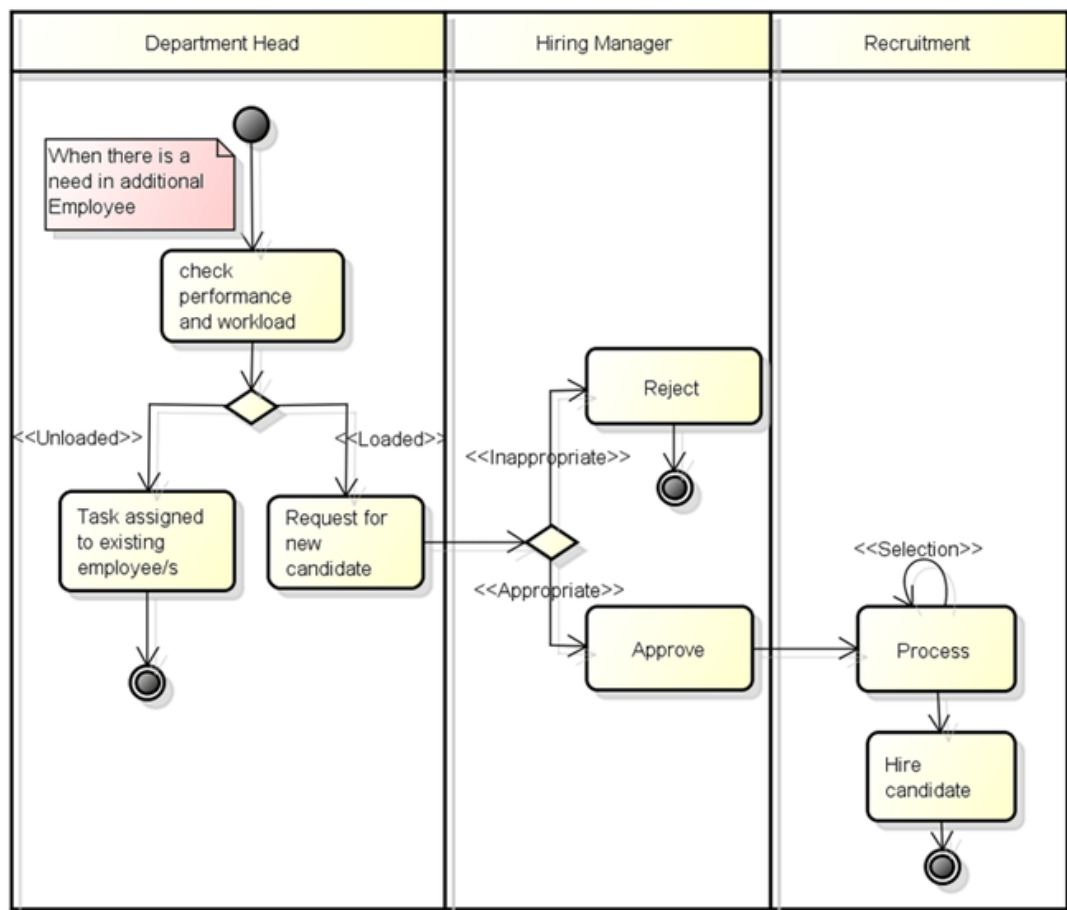 Department Head
Hiring Manager
Recruitment
When there is a
need in additional
Employee
check
performance
and workload
<<Unloaded>>
<<Loaded>>
Task assigned
to existing
employee/s
Request for
new
candidate
Reject
<<Inappropriate>>
<<Appropriate>>
Approve
<<Selection>>
Process
Hire
candidate